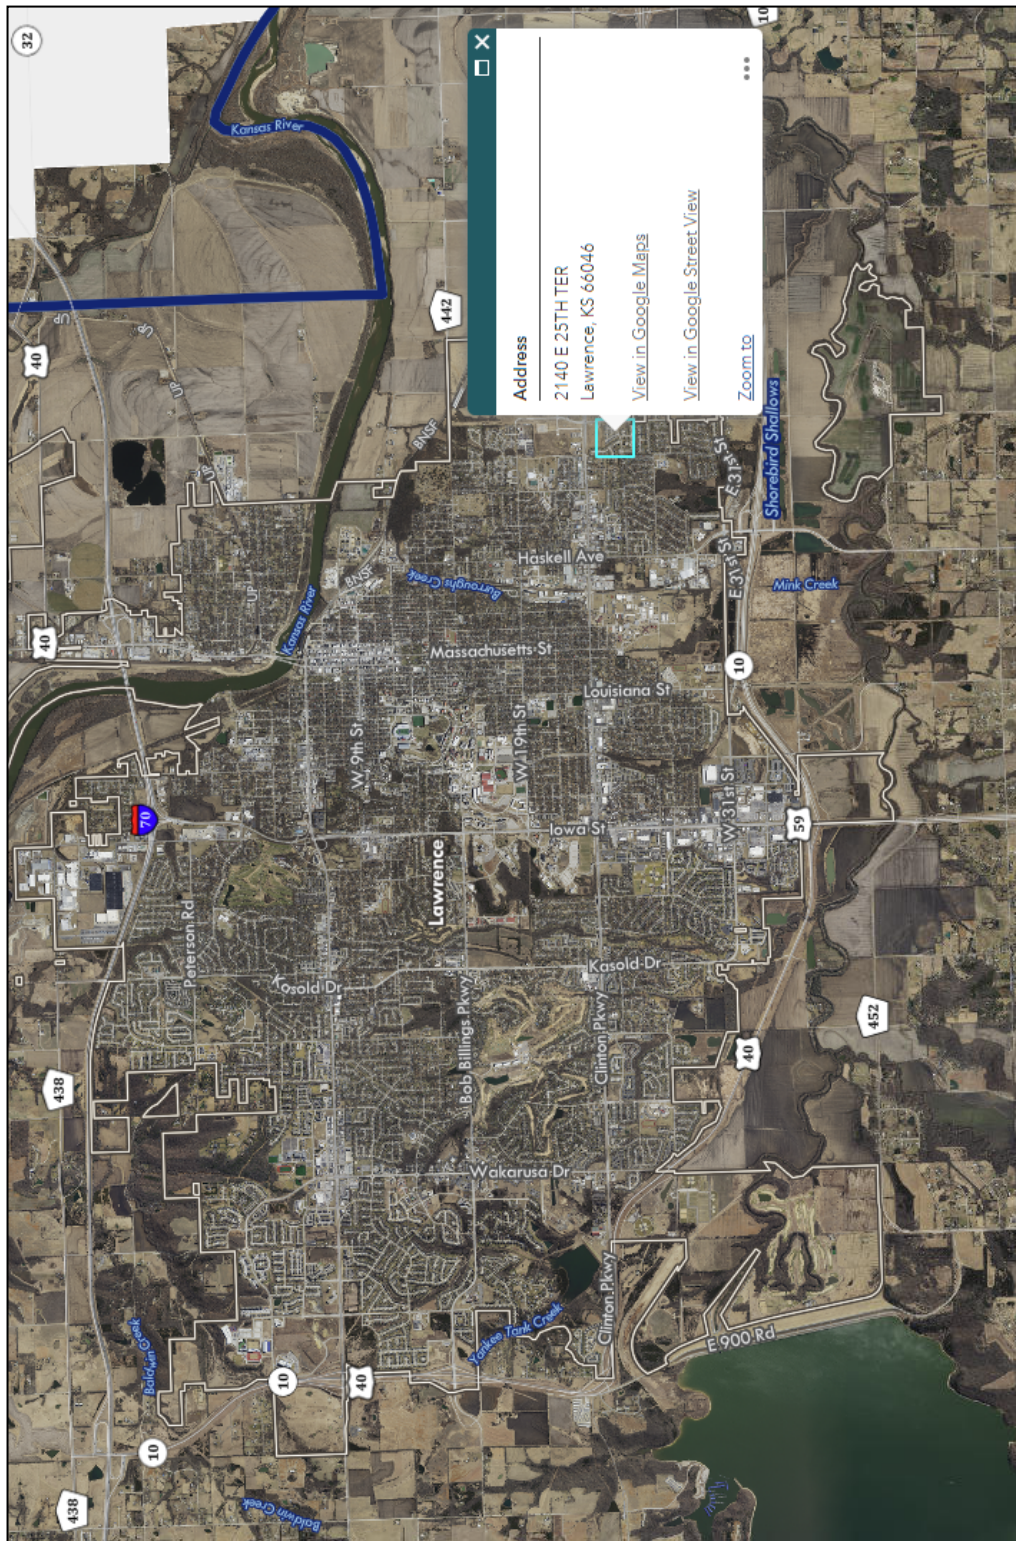 32
40
UP
40
438
438
Baldwin Creek
70
UP
10
UP
Peterson Rd
UP
Kansas River
Baldwin Creek
UP
10
Kasold Dr
Kansas River
40
W 9th St
BNSF
Lawrence
BNSF
442
Burroughs Creek
Massachusetts St
Bob Billings Pkwy
Wakarusa Dr
Yankee Tank Creek
W 19th St
Haskell Ave
Iowa St
Louisiana St
Kasold Dr
Clinton Pkwy
Clinton Pkwy
Address
2140 E 25TH TER
Lawrence, KS 66046
View in Google Maps
View in Google Street View
Zoom to
E 31st St
E 31st St
W 31st St
10
40
E 900 Rd
10
Shorebird Shallows
Mink Creek
59
452